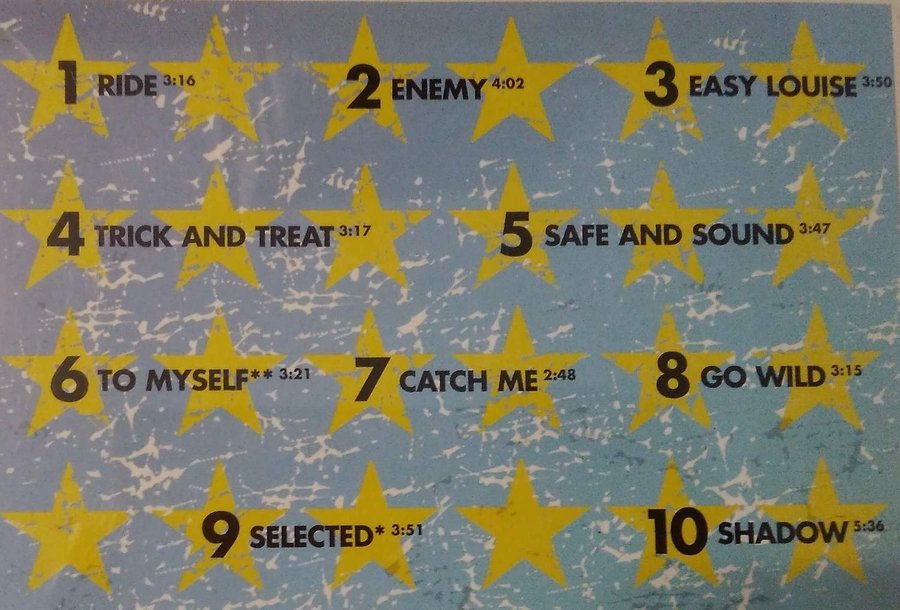 1 RIDE 3:16 2 ENEMY 4:02 3 EASY LOUISE 3:50
4 TRICK AND TREAT 3:17 5 SAFE AND SOUND 3:47
6 TO MYSELF** 3:21 7 CATCH ME 2:48 8 GO WILD 3:15
9 SELECTED* 3:51 10 SHADOW 5:36